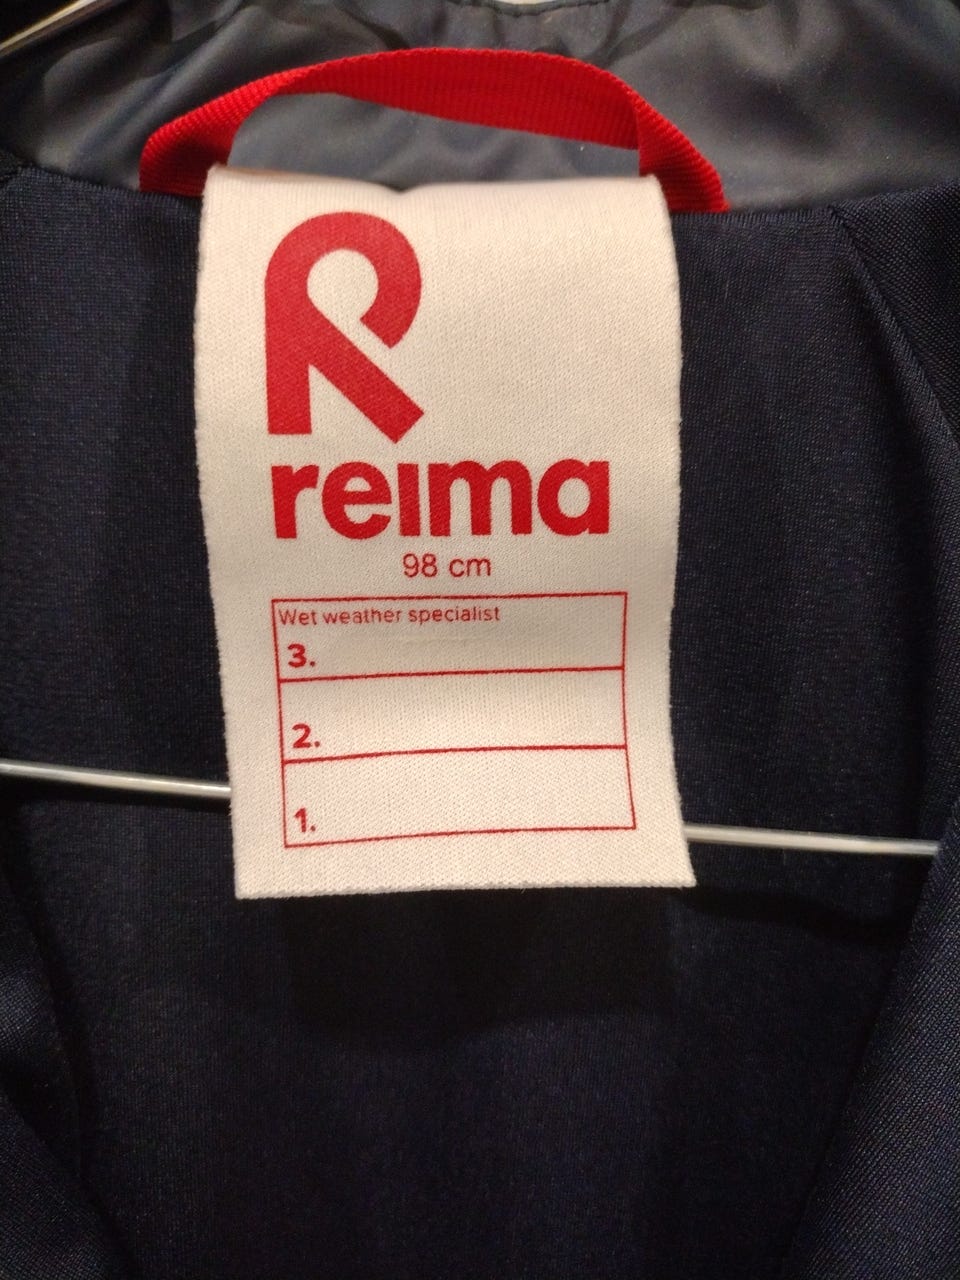 R
reima
98 cm
Wet weather specialist
3.
2.
1.